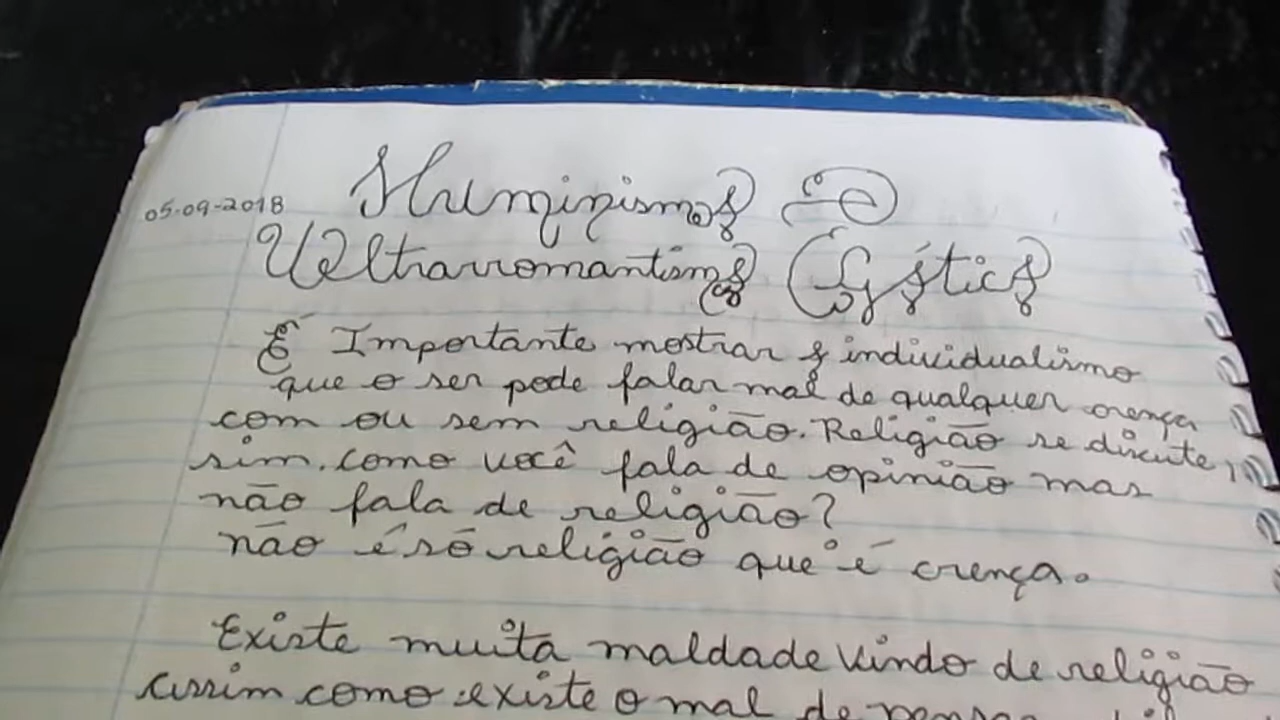 05-09-2018
Ultrarromantismo
É Importante mostrar o individualismo
que o ser pode falar mal de qualquer crença
com ou sem religião. Religião se discute,
sim. como você fala de opinião mas
não fala de religião?
não é só religião que é crença.
Existe muita maldade vindo de religião
assim como existe o mal de